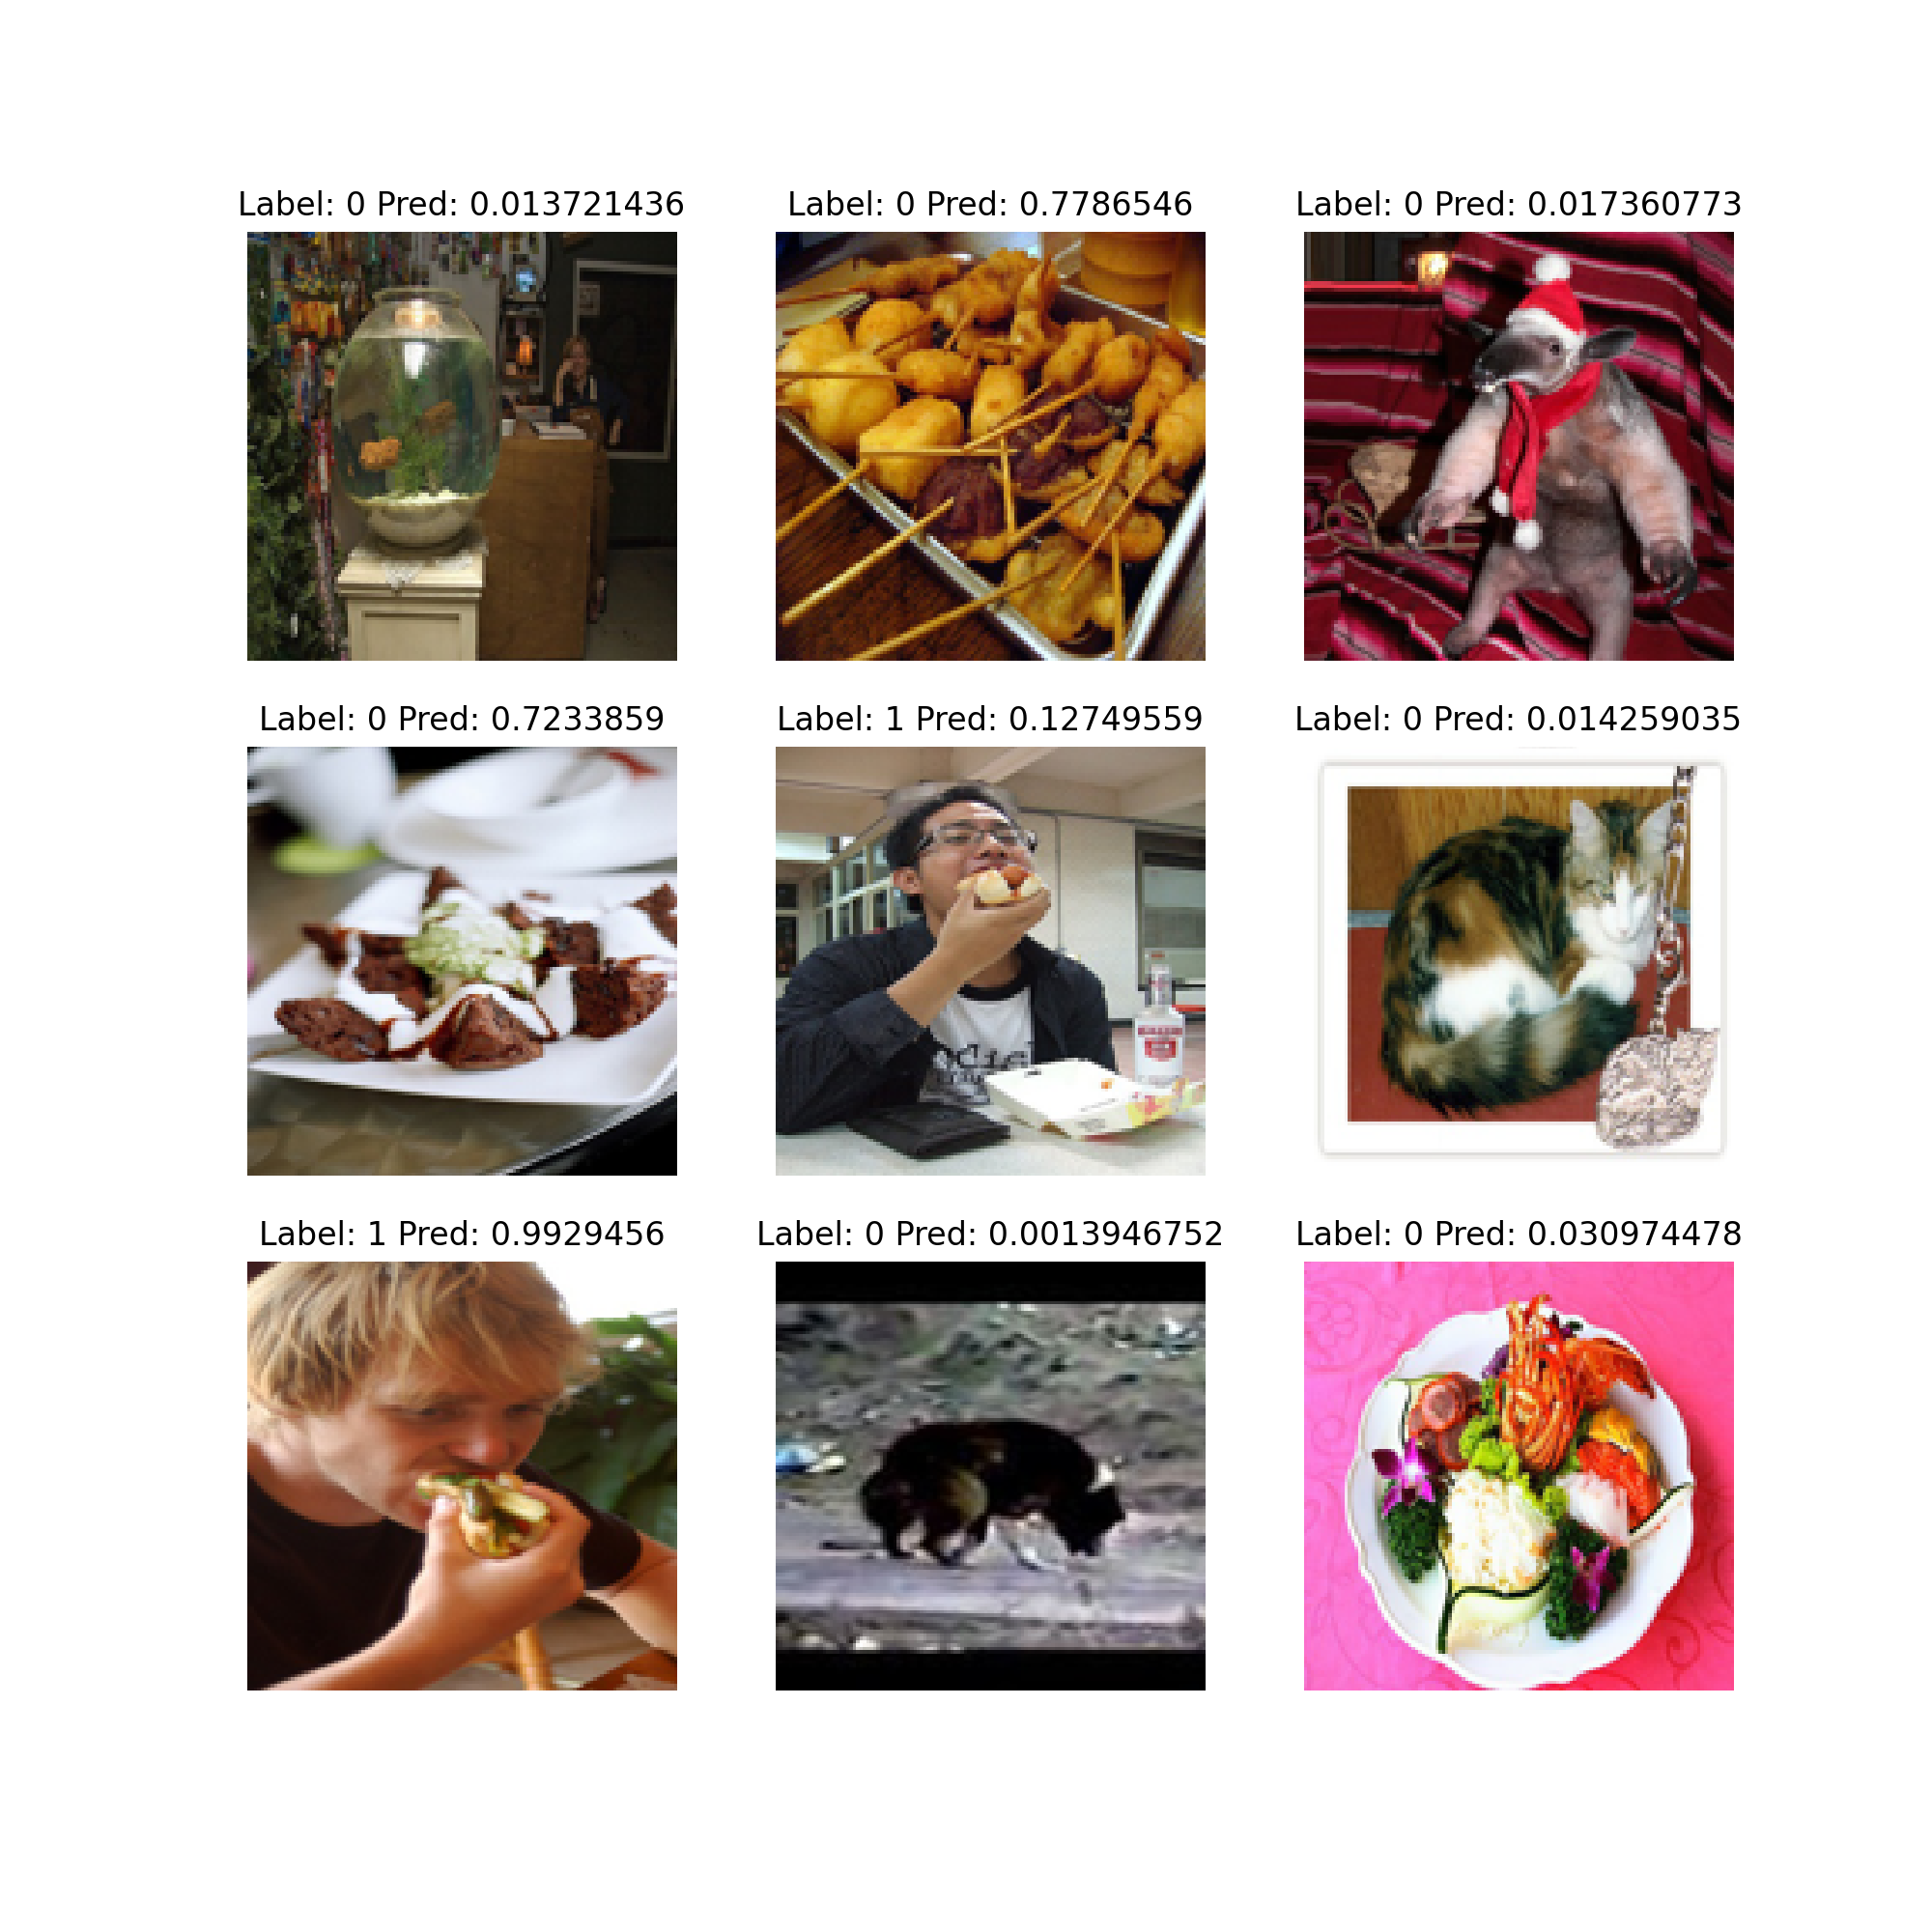 Label: 0 Pred: 0.013721436
Label: 0 Pred: 0.7786546
Label: 0 Pred: 0.017360773
Label: 0 Pred: 0.7233859
Label: 1 Pred: 0.12749559
Label: 0 Pred: 0.014259035
Label: 1 Pred: 0.9929456
Label: 0 Pred: 0.0013946752
Label: 0 Pred: 0.030974478